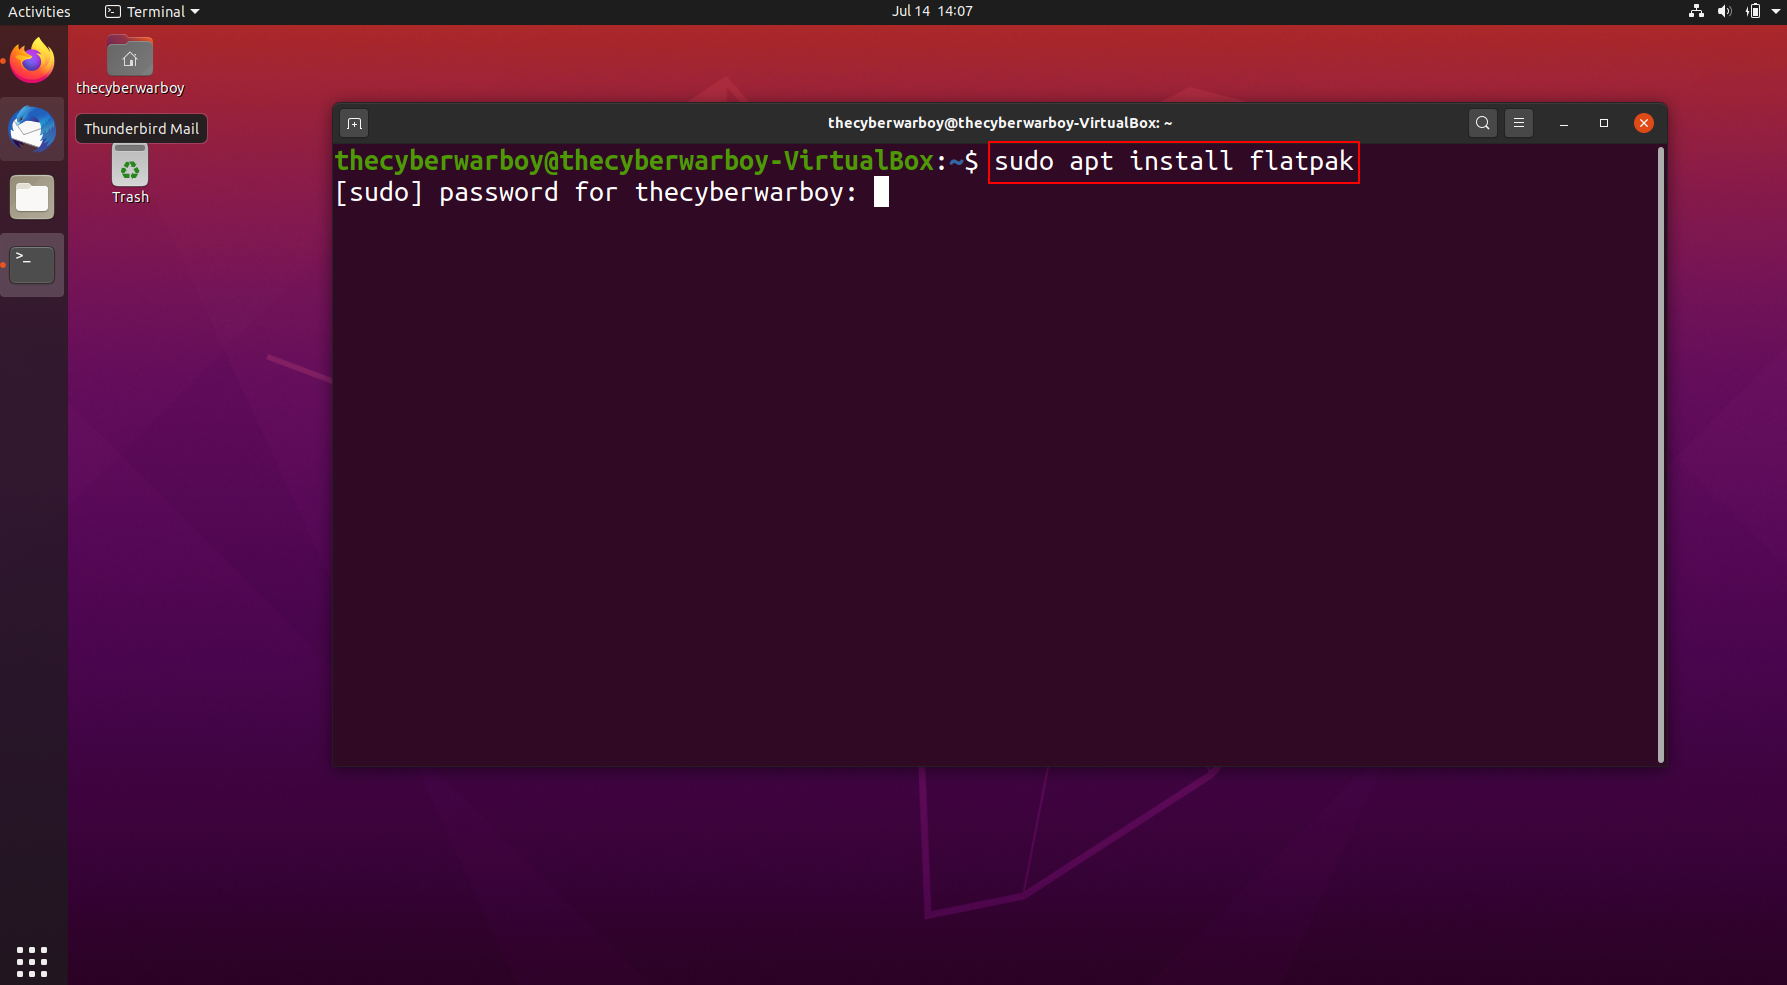 Activities Terminal Jul 14 14:07
thecyberwarboy
Thunderbird Mail
Trash
thecyberwarboy@thecyberwarboy-VirtualBox: ~
thecyberwarboy@thecyberwarboy-VirtualBox:~$ sudo apt install flatpak
[sudo] password for thecyberwarboy: